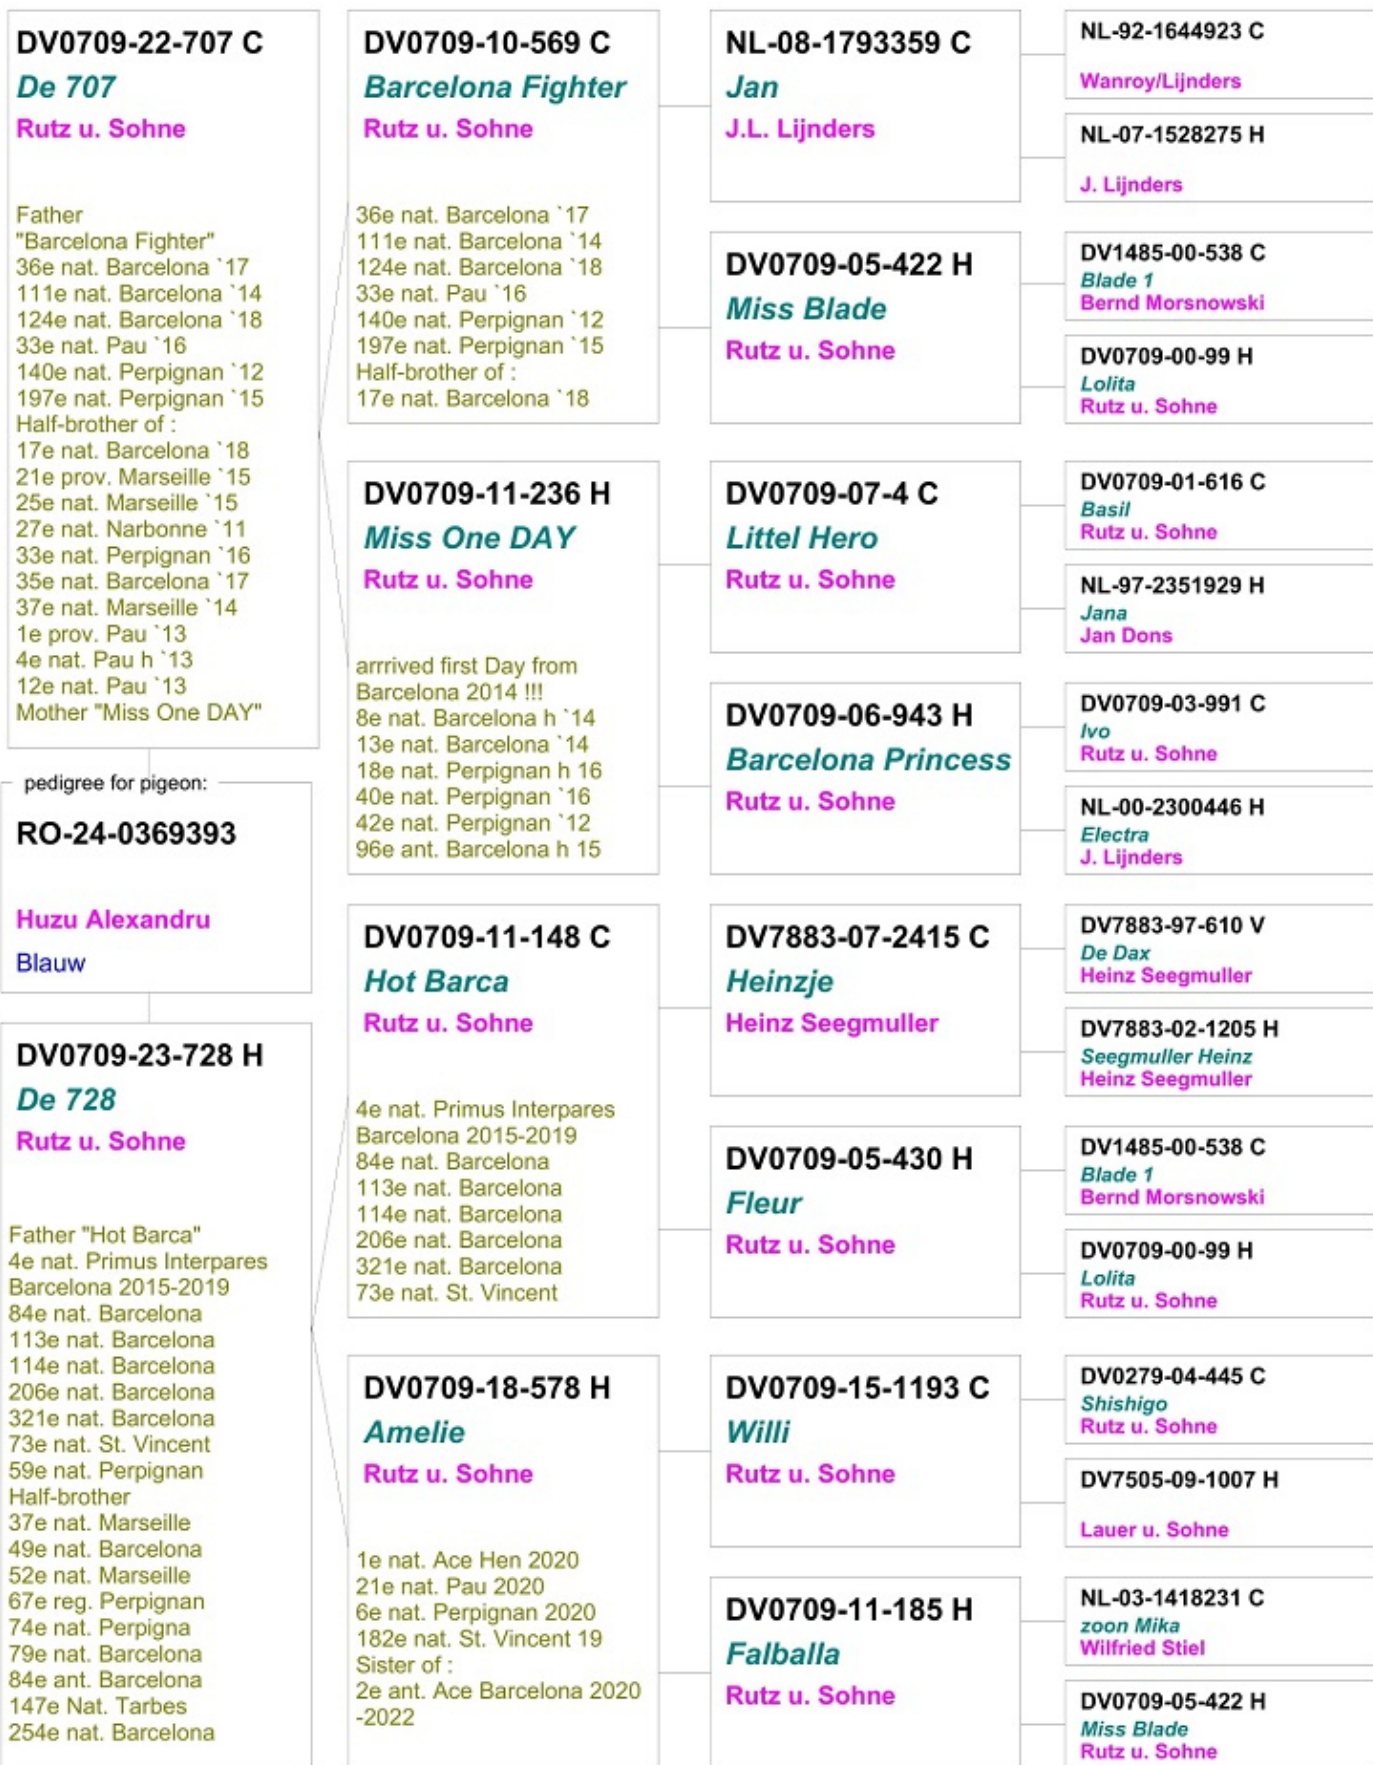 DV0709-22-707 C
De 707
Rutz u. Sohne
Father
"Barcelona Fighter"
36e nat. Barcelona `17
111e nat. Barcelona `14
124e nat. Barcelona `18
33e nat. Pau `16
140e nat. Perpignan `12
197e nat. Perpignan `15
Half-brother of :
17e nat. Barcelona `18
21e prov. Marseille `15
25e nat. Marseille `15
27e nat. Narbonne `11
33e nat. Perpignan `16
35e nat. Barcelona `17
37e nat. Marseille `14
1e prov. Pau `13
4e nat. Pau h `13
12e nat. Pau `13
Mother "Miss One DAY"
pedigree for pigeon:
RO-24-0369393
Huzu Alexandru
Blauw
DV0709-23-728 H
De 728
Rutz u. Sohne
Father "Hot Barca"
4e nat. Primus Interpares
Barcelona 2015-2019
84e nat. Barcelona
113e nat. Barcelona
114e nat. Barcelona
206e nat. Barcelona
321e nat. Barcelona
73e nat. St. Vincent
59e nat. Perpignan
Half-brother
37e nat. Marseille
49e nat. Barcelona
52e nat. Marseille
67e reg. Perpignan
74e nat. Perpigna
79e nat. Barcelona
84e ant. Barcelona
147e Nat. Tarbes
254e nat. Barcelona
DV0709-10-569 C
Barcelona Fighter
Rutz u. Sohne
36e nat. Barcelona `17
111e nat. Barcelona `14
124e nat. Barcelona `18
33e nat. Pau `16
140e nat. Perpignan `12
197e nat. Perpignan `15
Half-brother of :
17e nat. Barcelona `18
DV0709-11-236 H
Miss One DAY
Rutz u. Sohne
arrrived first Day from
Barcelona 2014 !!!
8e nat. Barcelona h `14
13e nat. Barcelona `14
18e nat. Perpignan h 16
40e nat. Perpignan `16
42e nat. Perpignan `12
96e ant. Barcelona h 15
DV0709-11-148 C
Hot Barca
Rutz u. Sohne
4e nat. Primus Interpares
Barcelona 2015-2019
84e nat. Barcelona
113e nat. Barcelona
114e nat. Barcelona
206e nat. Barcelona
321e nat. Barcelona
73e nat. St. Vincent
DV0709-18-578 H
Amelie
Rutz u. Sohne
1e nat. Ace Hen 2020
21e nat. Pau 2020
6e nat. Perpignan 2020
182e nat. St. Vincent 19
Sister of :
2e ant. Ace Barcelona 2020
-2022
NL-08-1793359 C
Jan
J.L. Lijnders
DV0709-05-422 H
Miss Blade
Rutz u. Sohne
DV0709-07-4 C
Littel Hero
Rutz u. Sohne
DV0709-06-943 H
Barcelona Princess
Rutz u. Sohne
DV7883-07-2415 C
Heinzje
Heinz Seegmuller
DV0709-05-430 H
Fleur
Rutz u. Sohne
DV0709-15-1193 C
Willi
Rutz u. Sohne
DV0709-11-185 H
Falballa
Rutz u. Sohne
NL-92-1644923 C
Wanroy/Lijnders
NL-07-1528275 H
J. Lijnders
DV1485-00-538 C
Blade 1
Bernd Morsnowski
DV0709-00-99 H
Lolita
Rutz u. Sohne
DV0709-01-616 C
Basil
Rutz u. Sohne
NL-97-2351929 H
Jana
Jan Dons
DV0709-03-991 C
Ivo
Rutz u. Sohne
NL-00-2300446 H
Electra
J. Lijnders
DV7883-97-610 V
De Dax
Heinz Seegmuller
DV7883-02-1205 H
Seegmuller Heinz
Heinz Seegmuller
DV1485-00-538 C
Blade 1
Bernd Morsnowski
DV0709-00-99 H
Lolita
Rutz u. Sohne
DV0279-04-445 C
Shishigo
Rutz u. Sohne
DV7505-09-1007 H
Lauer u. Sohne
NL-03-1418231 C
zoon Mika
Wilfried Stiel
DV0709-05-422 H
Miss Blade
Rutz u. Sohne